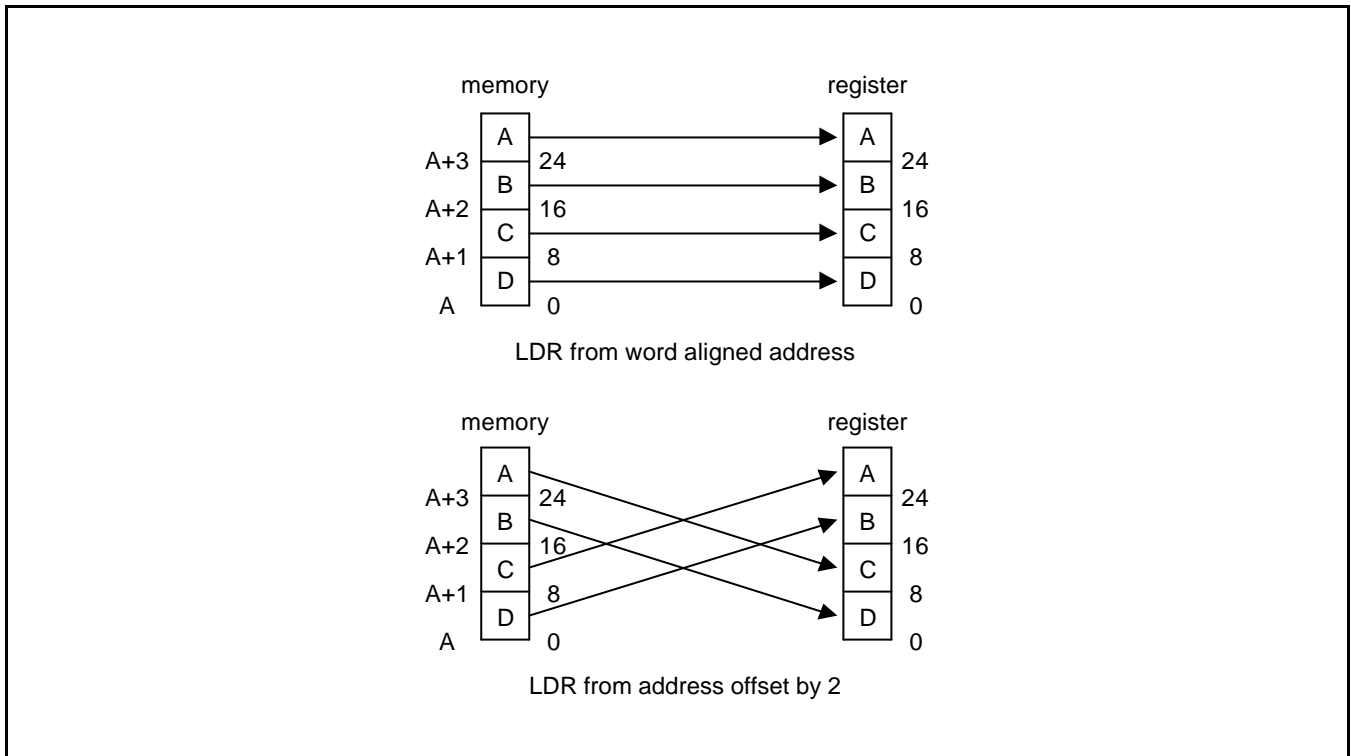 memory register
A A
A+3 24 24
B B
A+2 16 16
C C
A+1 8 8
D D
A 0 0
LDR from word aligned address
memory register
A A
A+3 24 24
B B
A+2 16 16
C C
A+1 8 8
D D
A 0 0
LDR from address offset by 2